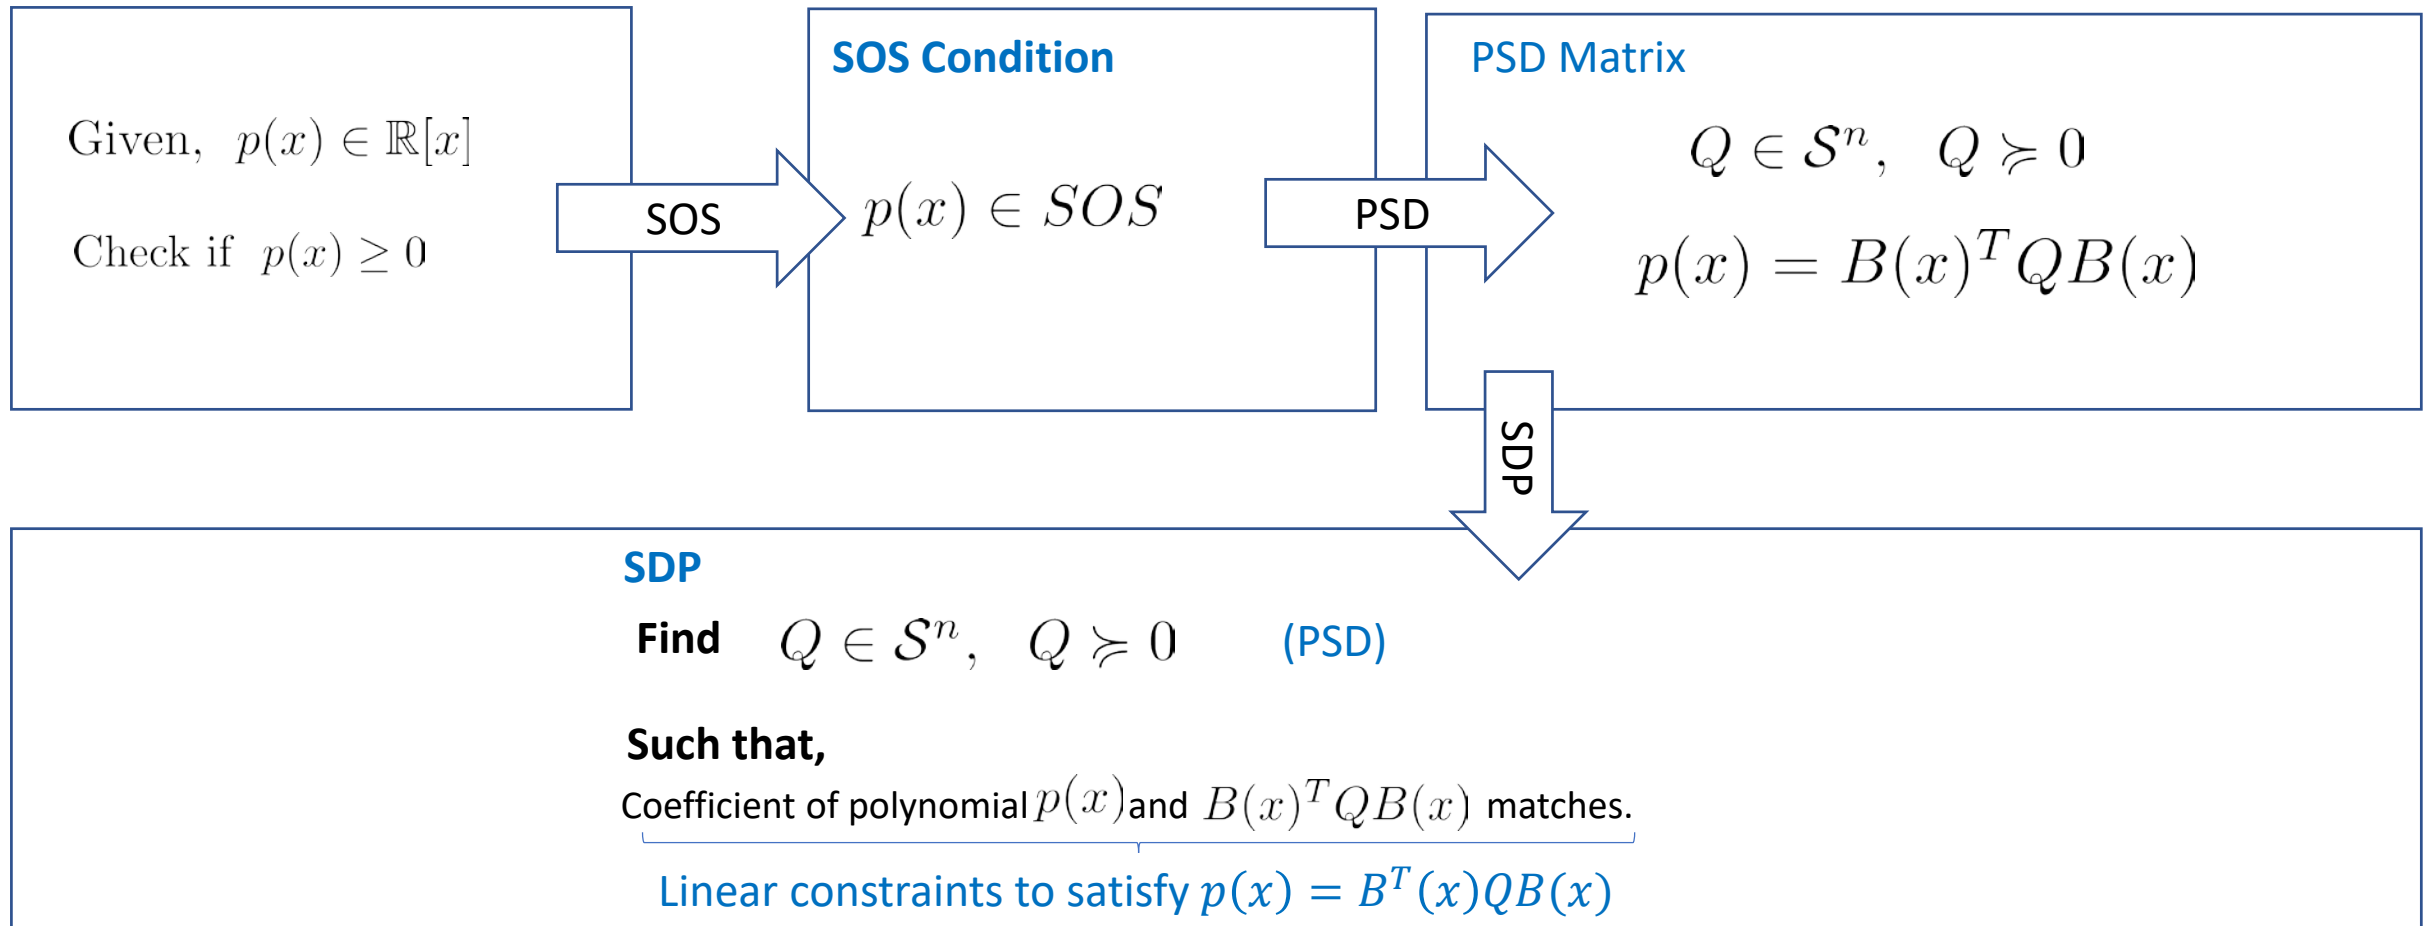 Given, p(x) ∈ ℝ[x]
Check if p(x) ≥ 0
SOS
SOS Condition
p(x) ∈ SOS
PSD
PSD Matrix
Q ∈ 𝒮ⁿ, Q ≽ 0
p(x) = B(x)ᵀQB(x)
SDP
SDP
Find Q ∈ 𝒮ⁿ, Q ≽ 0 (PSD)
Such that,
Coefficient of polynomial p(x) and B(x)ᵀQB(x) matches.
Linear constraints to satisfy p(x) = Bᵀ(x)QB(x)